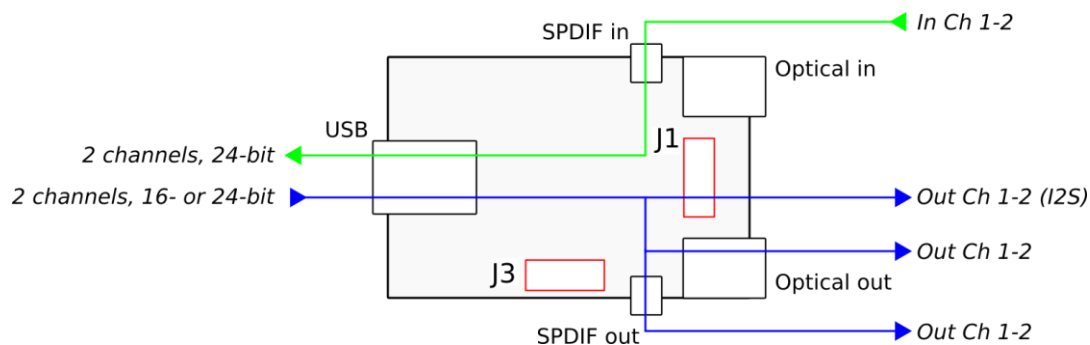 In Ch 1-2
SPDIF in
Optical in
USB
J1
2 channels, 24-bit
2 channels, 16- or 24-bit
Out Ch 1-2 (I2S)
Out Ch 1-2
J3
Optical out
SPDIF out
Out Ch 1-2